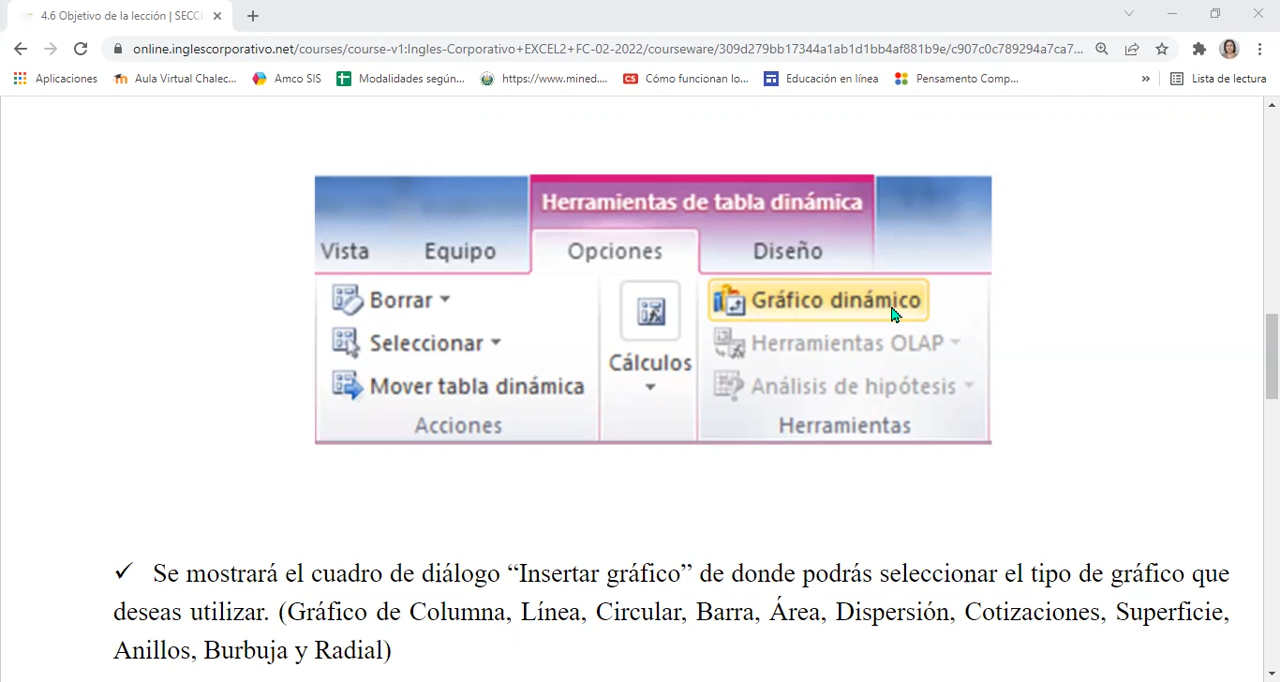 4.6 Objetivo de la lección | SECCI
online.inglescorporativo.net/courses/course-v1:Ingles-Corporativo+EXCEL2+FC-02-2022/courseware/309d279bb17344a1ab1d1bb4af881b9e/c907c0c789294a7ca7...
Aplicaciones Aula Virtual Chalec... Amco SIS Modalidades según,... https://www.mined.... CS Cómo funcionan lo... Educación en línea Pensamento Comp... » Lista de lectura
Herramientas de tabla dinámica
Vista Equipo Opciones Diseño
Borrar
Seleccionar
Mover tabla dinámica
Acciones
Cálculos
Gráfico dinámico
Herramientas OLAP
Análisis de hipótesis
Herramientas
✓ Se mostrará el cuadro de diálogo “Insertar gráfico” de donde podrás seleccionar el tipo de gráfico que
deseas utilizar. (Gráfico de Columna, Línea, Circular, Barra, Área, Dispersión, Cotizaciones, Superficie,
Anillos, Burbuja y Radial)